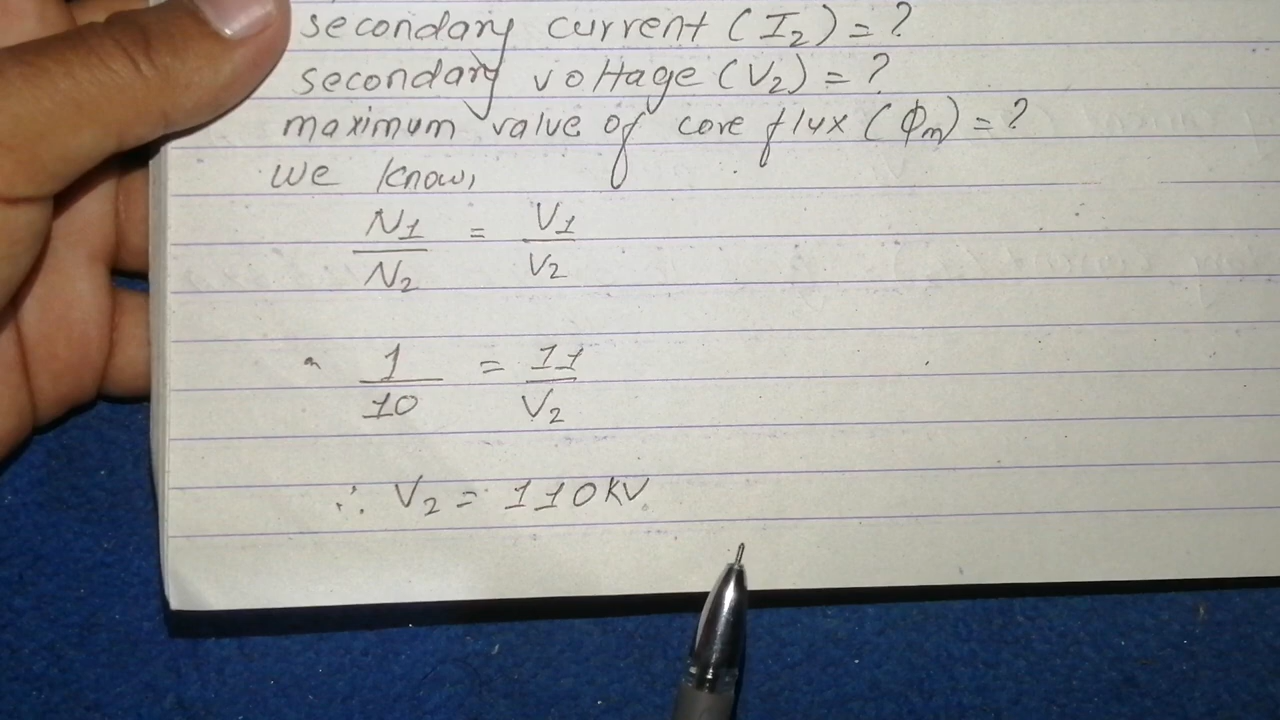 secondary current (I2) = ?
secondary voltage (V2) = ?
maximum value of core flux (Φm) = ?
we know,
N1/N2 = V1/V2
1/10 = 11/V2
∴ V2 = 110KV.